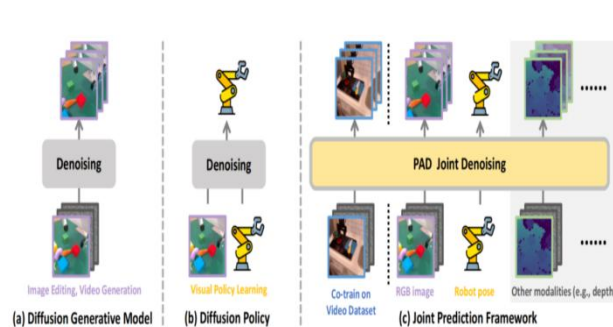 Denoising
Denoising
PAD Joint Denoising
Image Editing, Video Generation
Visual Policy Learning
Co-train on
Video Dataset
RGB image
Robot pose
Other modalities (e.g., depth
(a) Diffusion Generative Model
(b) Diffusion Policy
(c) Joint Prediction Framework